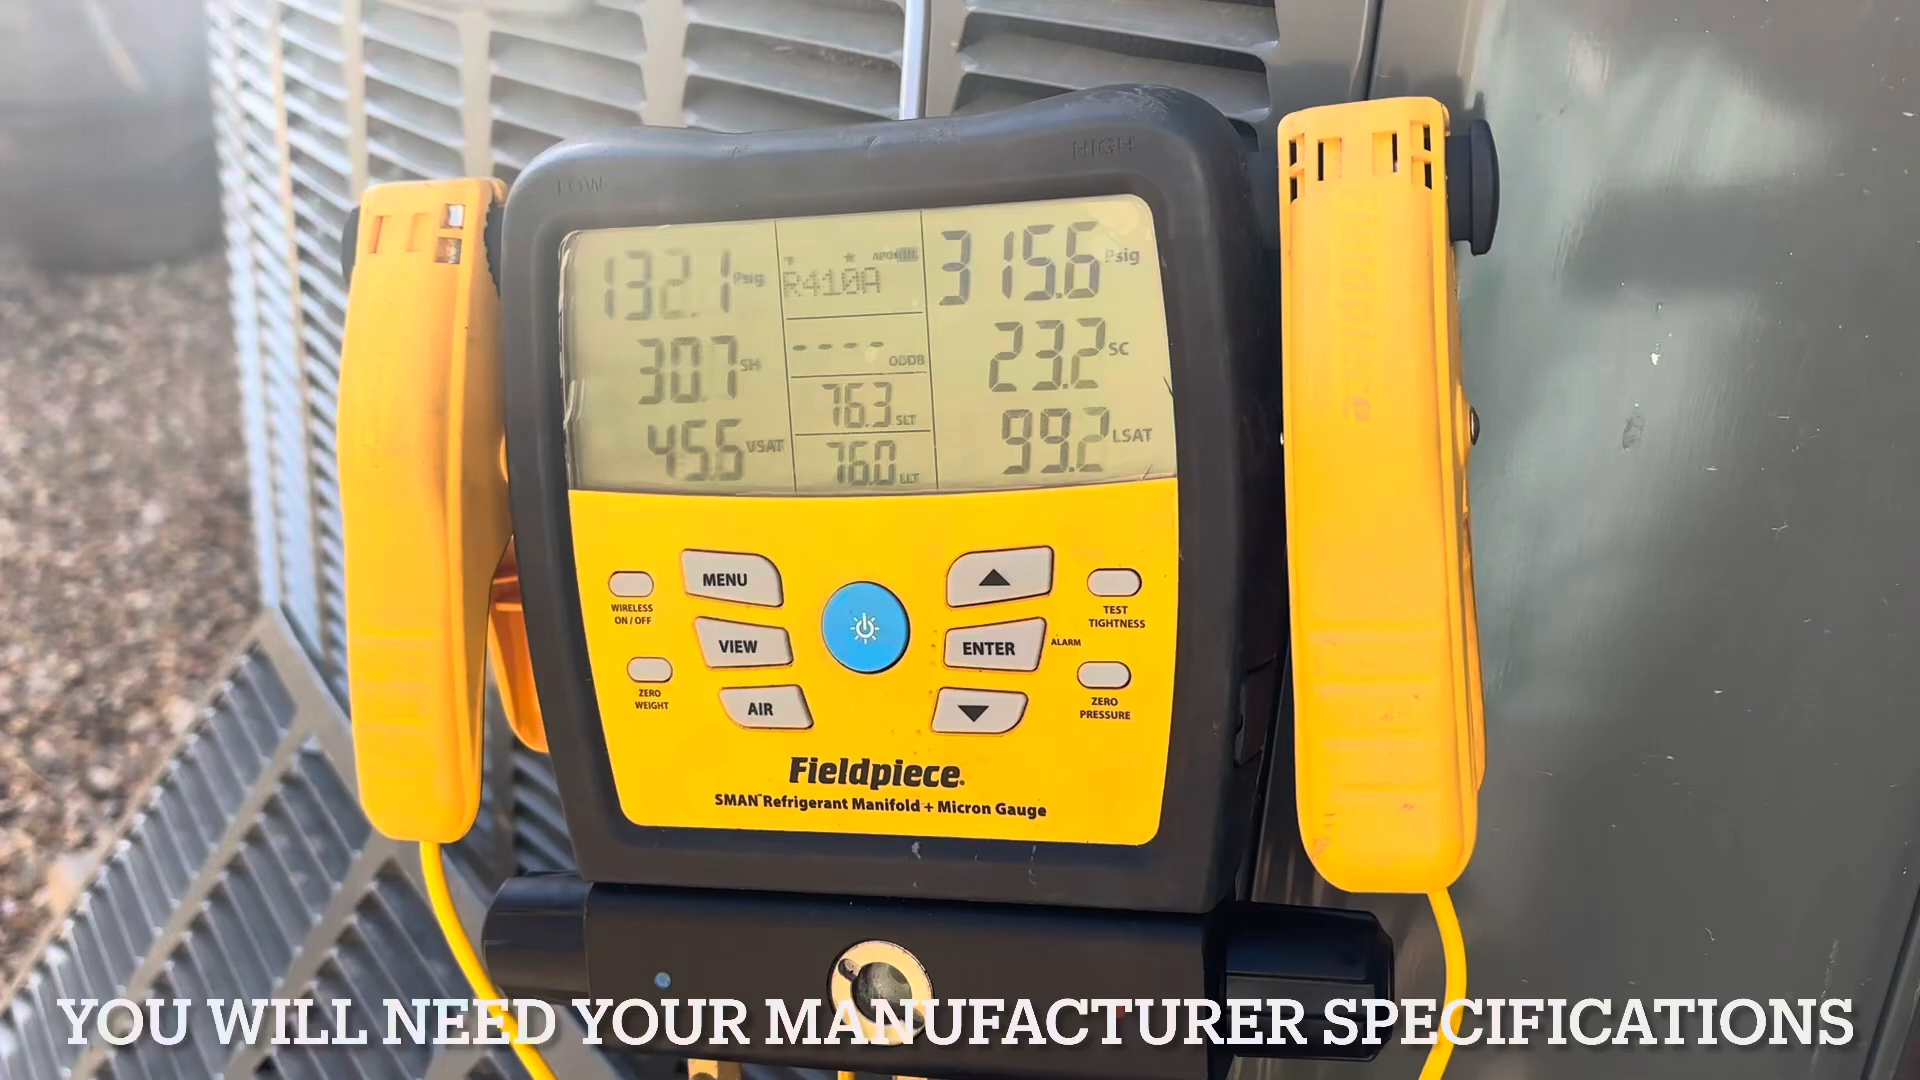 LOW
HIGH
132.1 Psig
R410A
315.6 Psig
30.7 SH
---- ODDB
23.2 SC
76.3 SLT
45.5 VSAT
76.0 LLT
99.2 LSAT
MENU
WIRELESS
ON / OFF
VIEW
ZERO
WEIGHT
AIR
TEST
TIGHTNESS
ENTER
ALARM
ZERO
PRESSURE
Fieldpiece
SMAN™ Refrigerant Manifold + Micron Gauge
Fieldpiece
YOU WILL NEED YOUR MANUFACTURER SPECIFICATIONS